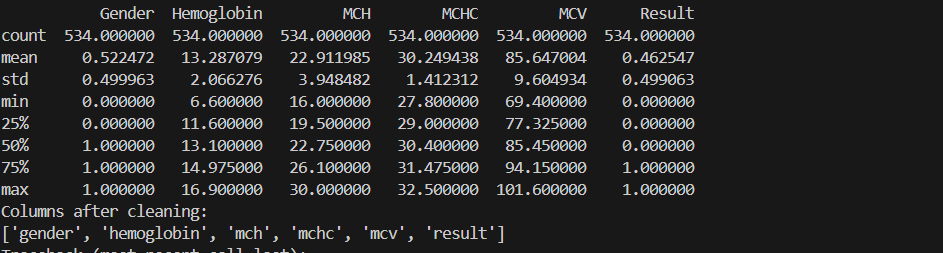 Gender Hemoglobin MCH MCHC MCV Result
count 534.000000 534.000000 534.000000 534.000000 534.000000 534.000000
mean 0.522472 13.287079 22.911985 30.249438 85.647004 0.462547
std 0.499963 2.066276 3.948482 1.412312 9.604934 0.499063
min 0.000000 6.600000 16.000000 27.800000 69.400000 0.000000
25% 0.000000 11.600000 19.500000 29.000000 77.325000 0.000000
50% 1.000000 13.100000 22.750000 30.400000 85.450000 0.000000
75% 1.000000 14.975000 26.100000 31.475000 94.150000 1.000000
max 1.000000 16.900000 30.000000 32.500000 101.600000 1.000000
Columns after cleaning:
['gender', 'hemoglobin', 'mch', 'mchc', 'mcv', 'result']
Traceback (most recent call last):